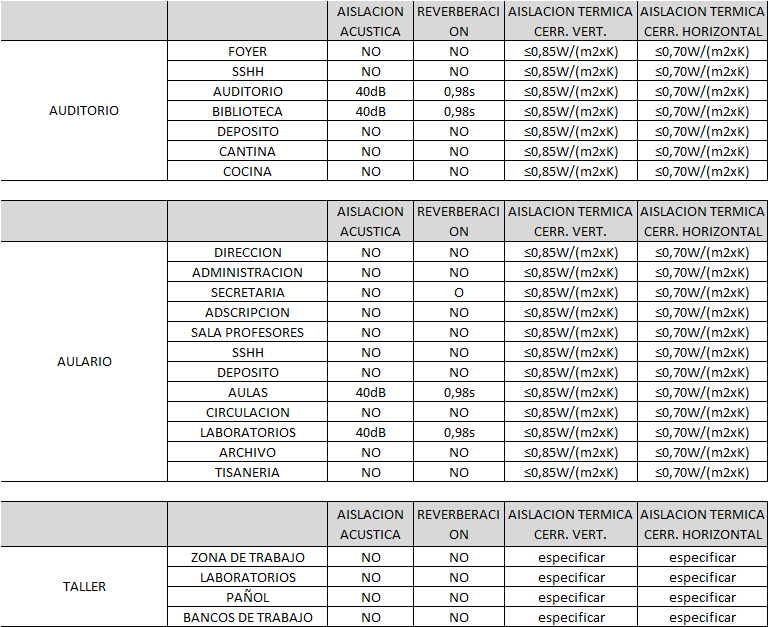 AISLACION ACUSTICA REVERBERACI ON AISLACION TERMICA CERR. VERT. AISLACION TERMICA CERR. HORIZONTAL
AUDITORIO
FOYER NO NO ≤0,85W/(m2xK) ≤0,70W/(m2xK)
SSHH NO NO ≤0,85W/(m2xK) ≤0,70W/(m2xK)
AUDITORIO 40dB 0,98s ≤0,85W/(m2xK) ≤0,70W/(m2xK)
BIBLIOTECA 40dB 0,98s ≤0,85W/(m2xK) ≤0,70W/(m2xK)
DEPOSITO NO NO ≤0,85W/(m2xK) ≤0,70W/(m2xK)
CANTINA NO NO ≤0,85W/(m2xK) ≤0,70W/(m2xK)
COCINA NO NO ≤0,85W/(m2xK) ≤0,70W/(m2xK)
AISLACION ACUSTICA REVERBERACI ON AISLACION TERMICA CERR. VERT. AISLACION TERMICA CERR. HORIZONTAL
AULARIO
DIRECCION NO NO ≤0,85W/(m2xK) ≤0,70W/(m2xK)
ADMINISTRACION NO NO ≤0,85W/(m2xK) ≤0,70W/(m2xK)
SECRETARIA NO O ≤0,85W/(m2xK) ≤0,70W/(m2xK)
ADSCRIPCION NO NO ≤0,85W/(m2xK) ≤0,70W/(m2xK)
SALA PROFESORES NO NO ≤0,85W/(m2xK) ≤0,70W/(m2xK)
SSHH NO NO ≤0,85W/(m2xK) ≤0,70W/(m2xK)
DEPOSITO NO NO ≤0,85W/(m2xK) ≤0,70W/(m2xK)
AULAS 40dB 0,98s ≤0,85W/(m2xK) ≤0,70W/(m2xK)
CIRCULACION NO NO ≤0,85W/(m2xK) ≤0,70W/(m2xK)
LABORATORIOS 40dB 0,98s ≤0,85W/(m2xK) ≤0,70W/(m2xK)
ARCHIVO NO NO ≤0,85W/(m2xK) ≤0,70W/(m2xK)
TISANERIA NO NO ≤0,85W/(m2xK) ≤0,70W/(m2xK)
AISLACION ACUSTICA REVERBERACI ON AISLACION TERMICA CERR. VERT. AISLACION TERMICA CERR. HORIZONTAL
TALLER
ZONA DE TRABAJO NO NO especificar especificar
LABORATORIOS NO NO especificar especificar
PAÑOL NO NO especificar especificar
BANCOS DE TRABAJO NO NO especificar especificar